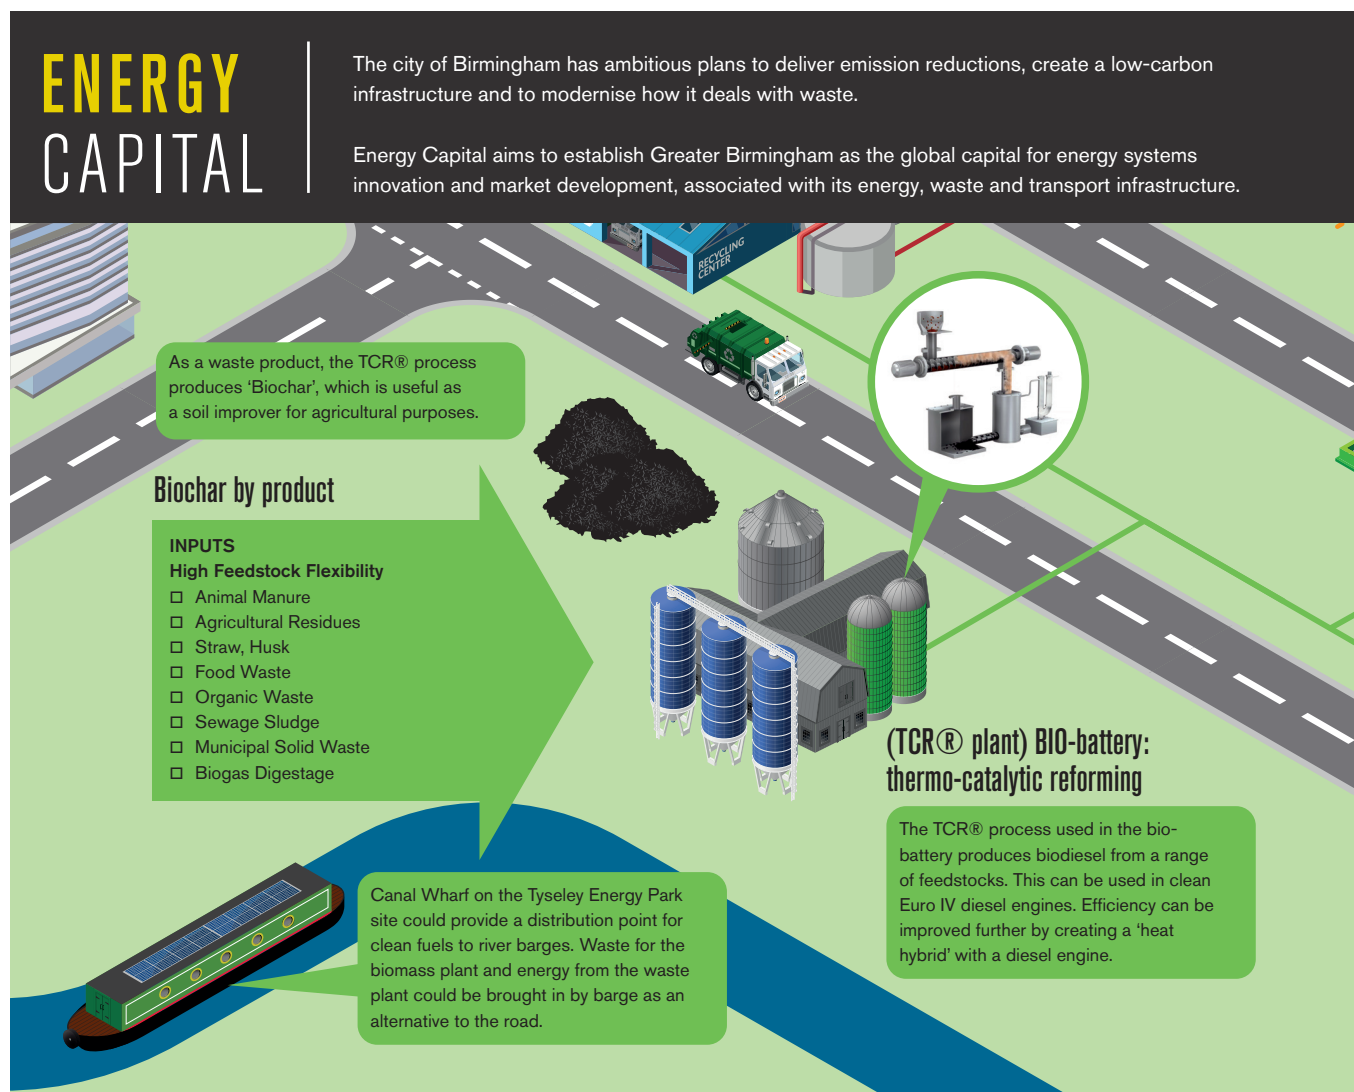 ENERGY
CAPITAL
The city of Birmingham has ambitious plans to deliver emission reductions, create a low-carbon
infrastructure and to modernise how it deals with waste.
Energy Capital aims to establish Greater Birmingham as the global capital for energy systems
innovation and market development, associated with its energy, waste and transport infrastructure.
RECYCLING
CENTER
As a waste product, the TCR® process
produces ‘Biochar’, which is useful as
a soil improver for agricultural purposes.
Biochar by product
INPUTS
High Feedstock Flexibility
Animal Manure
Agricultural Residues
Straw, Husk
Food Waste
Organic Waste
Sewage Sludge
Municipal Solid Waste
Biogas Digestage
(TCR® plant) BIO-battery:
thermo-catalytic reforming
The TCR® process used in the bio-
battery produces biodiesel from a range
of feedstocks. This can be used in clean
Euro IV diesel engines. Efficiency can be
improved further by creating a ‘heat
hybrid’ with a diesel engine.
Canal Wharf on the Tyseley Energy Park
site could provide a distribution point for
clean fuels to river barges. Waste for the
biomass plant and energy from the waste
plant could be brought in by barge as an
alternative to the road.